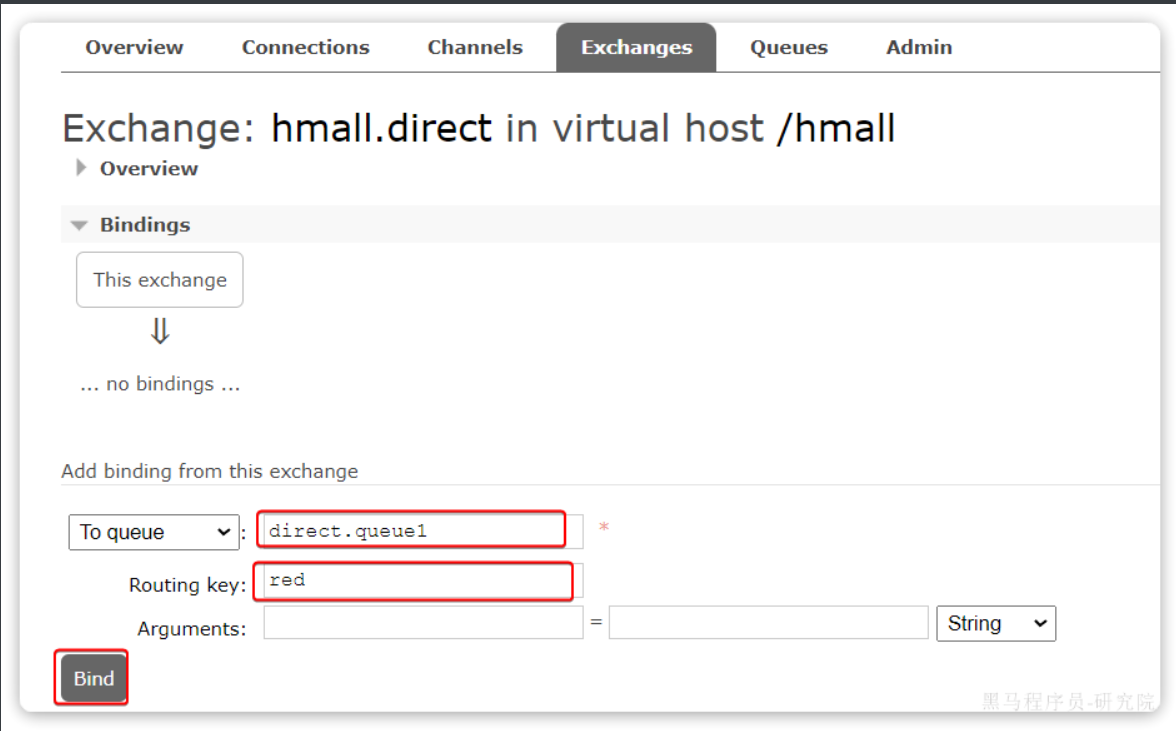 Overview Connections Channels Exchanges Queues Admin
Exchange: hmall.direct in virtual host /hmall
Overview
Bindings
This exchange
⇓
... no bindings ...
Add binding from this exchange
To queue : direct.queue1 *
Routing key: red
Arguments: = String
Bind
黑马程序员-研究院